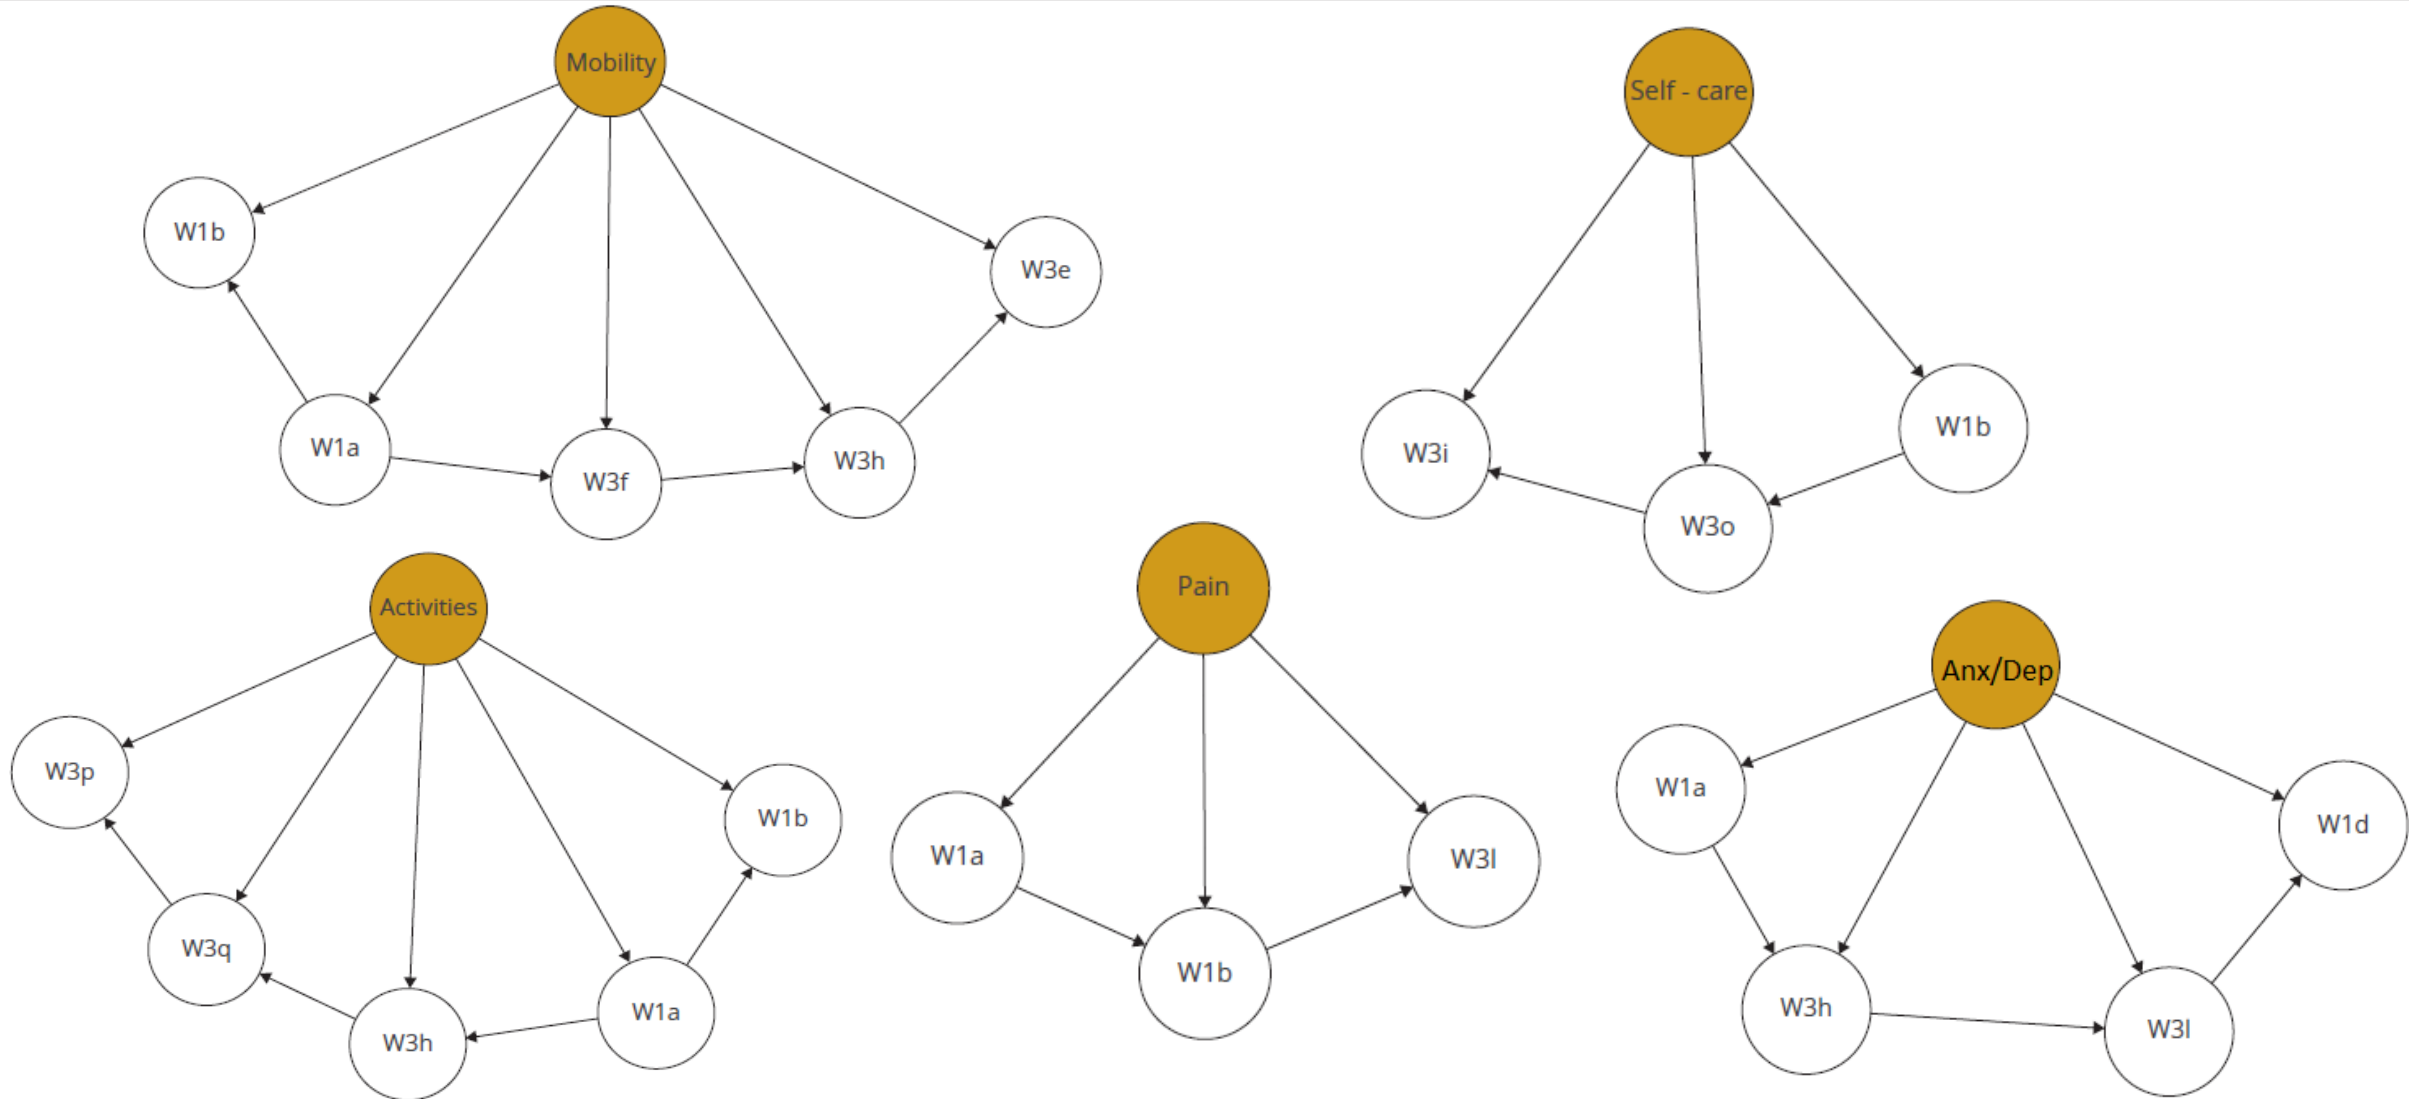 Mobility
W1b
W1a
W3f
W3h
W3e
Self - care
W3i
W3o
W1b
Activities
W3p
W3q
W3h
W1a
W1b
Pain
W1a
W1b
W3l
Anx/Dep
W1a
W3h
W3l
W1d